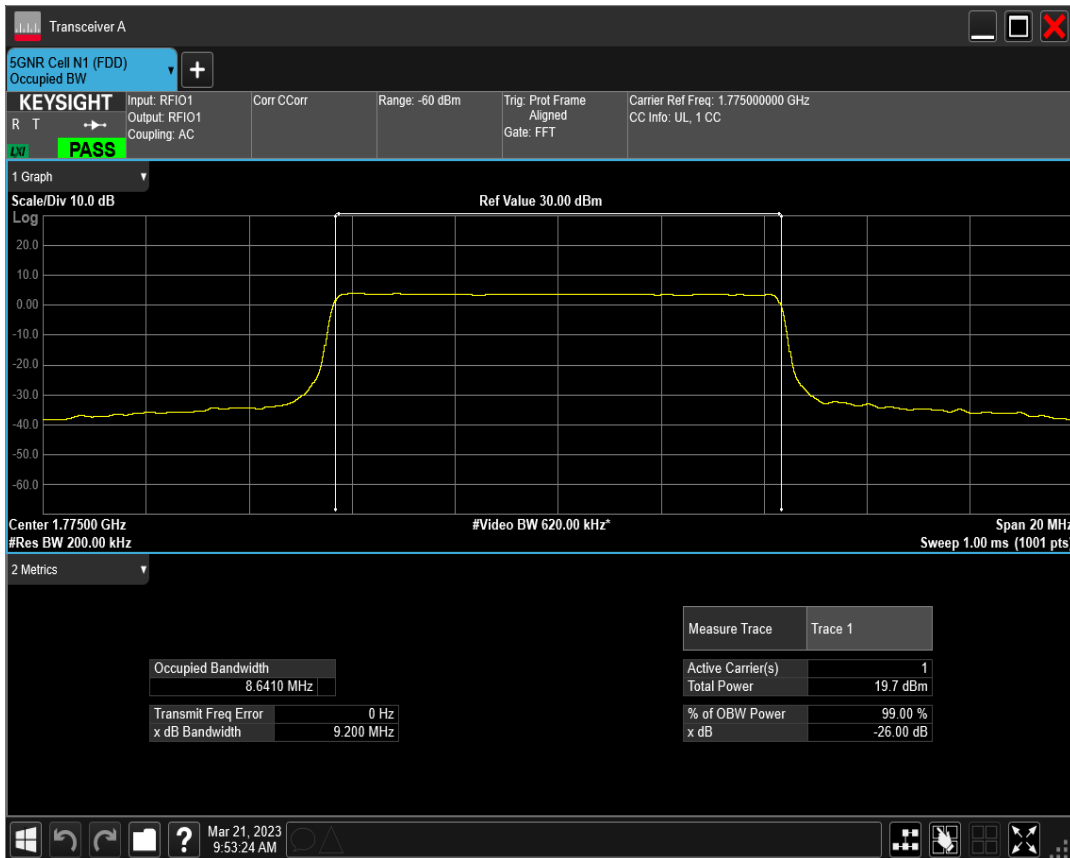 Transceiver A
5GNR Cell N1 (FDD)
Occupied BW
+
KEYSIGHT
R T
LXI
PASS
Input: RFIO1
Output: RFIO1
Coupling: AC
Corr CCorr
Range: -60 dBm
Trig: Prot Frame
Aligned
Gate: FFT
Carrier Ref Freq: 1.775000000 GHz
CC Info: UL, 1 CC
1 Graph
Scale/Div 10.0 dB
Ref Value 30.00 dBm
Log
20.0
10.0
0.00
-10.0
-20.0
-30.0
-40.0
-50.0
-60.0
Center 1.77500 GHz
#Video BW 620.00 kHz*
Span 20 MHz
#Res BW 200.00 kHz
Sweep 1.00 ms (1001 pts)
2 Metrics
Measure Trace
Trace 1
Occupied Bandwidth
8.6410 MHz
Active Carrier(s) 1
Total Power 19.7 dBm
Transmit Freq Error 0 Hz
x dB Bandwidth 9.200 MHz
% of OBW Power 99.00 %
x dB -26.00 dB
?
Mar 21, 2023
9:53:24 AM